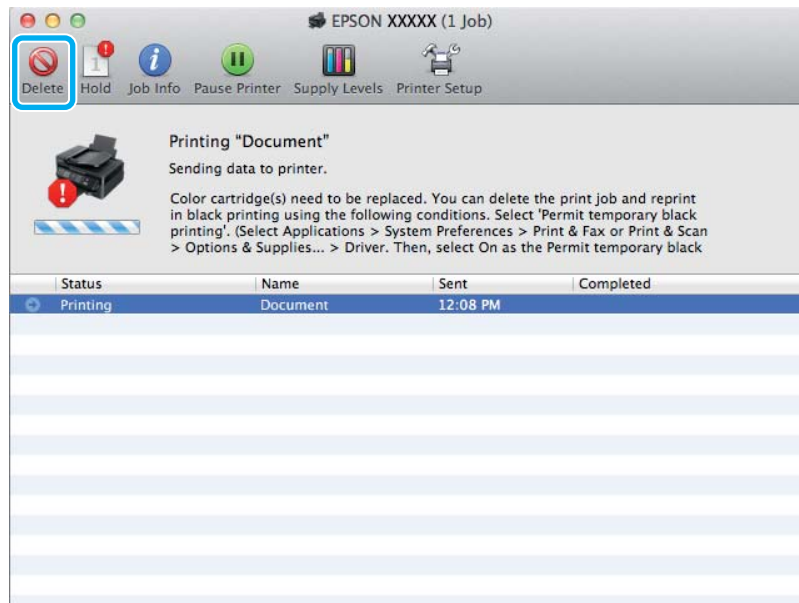 EPSON XXXXX (1 Job)
1
Delete Hold Job Info Pause Printer Supply Levels Printer Setup
Printing “Document”
Sending data to printer.
Color cartridge(s) need to be replaced. You can delete the print job and reprint
in black printing using the following conditions. Select 'Permit temporary black
printing'. (Select Applications > System Preferences > Print & Fax or Print & Scan
> Options & Supplies... > Driver. Then, select On as the Permit temporary black
Status Name Sent Completed
Printing Document 12:08 PM